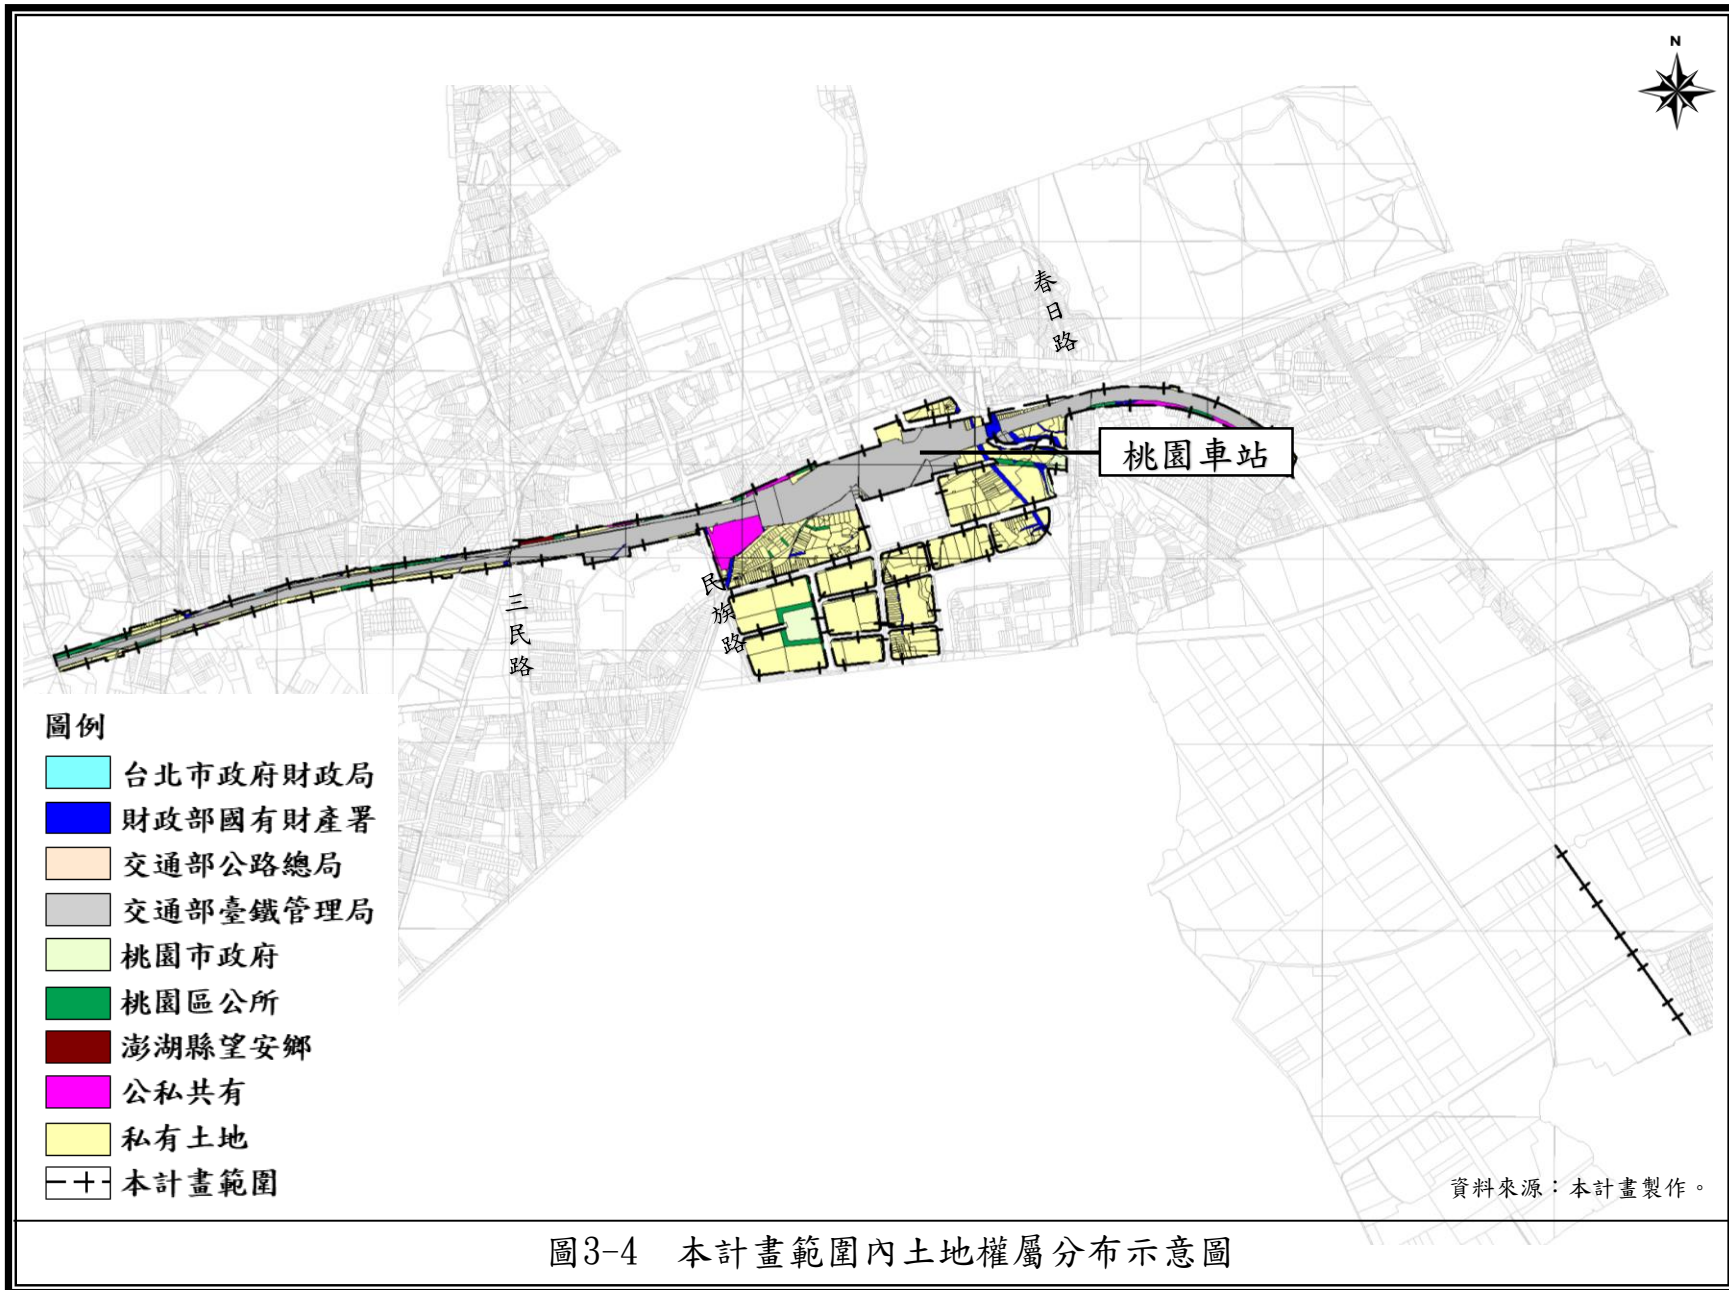 N
春日路
桃園車站
民族路
三民路
圖例
台北市政府財政局
財政部國有財產署
交通部公路總局
交通部臺鐵管理局
桃園市政府
桃園區公所
澎湖縣望安鄉
公私共有
私有土地
本計畫範圍
資料來源：本計畫製作。
圖3-4 本計畫範圍內土地權屬分布示意圖